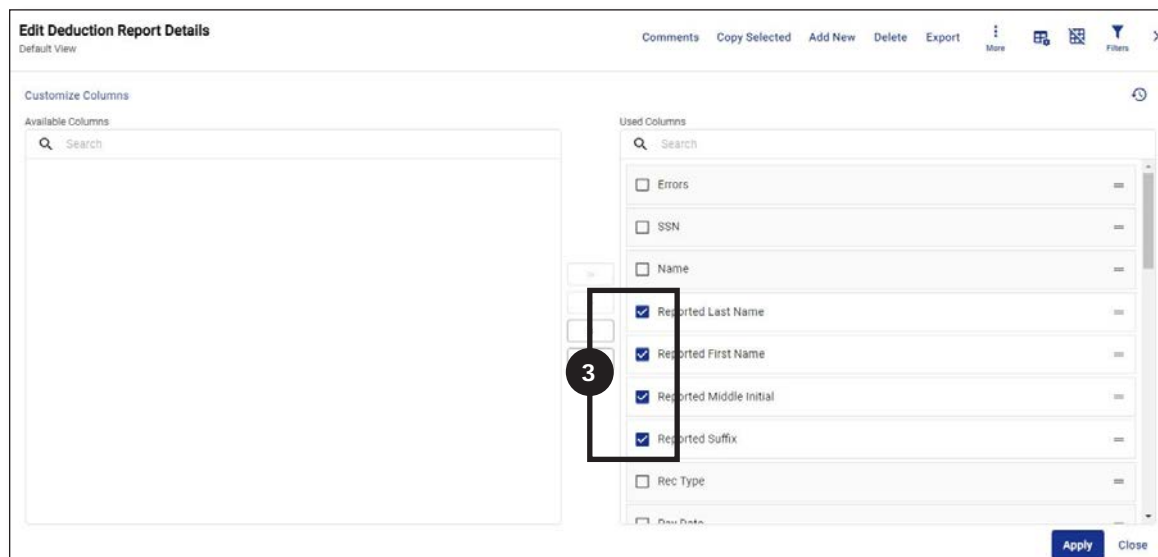 Edit Deduction Report Details
Default View
Comments Copy Selected Add New Delete Export More Filters
Customize Columns
Available Columns
Used Columns
Search
Search
Errors
SSN
Name
Reported Last Name
Reported First Name
3
Reported Middle Initial
Reported Suffix
Rec Type
Pay Date
Apply Close